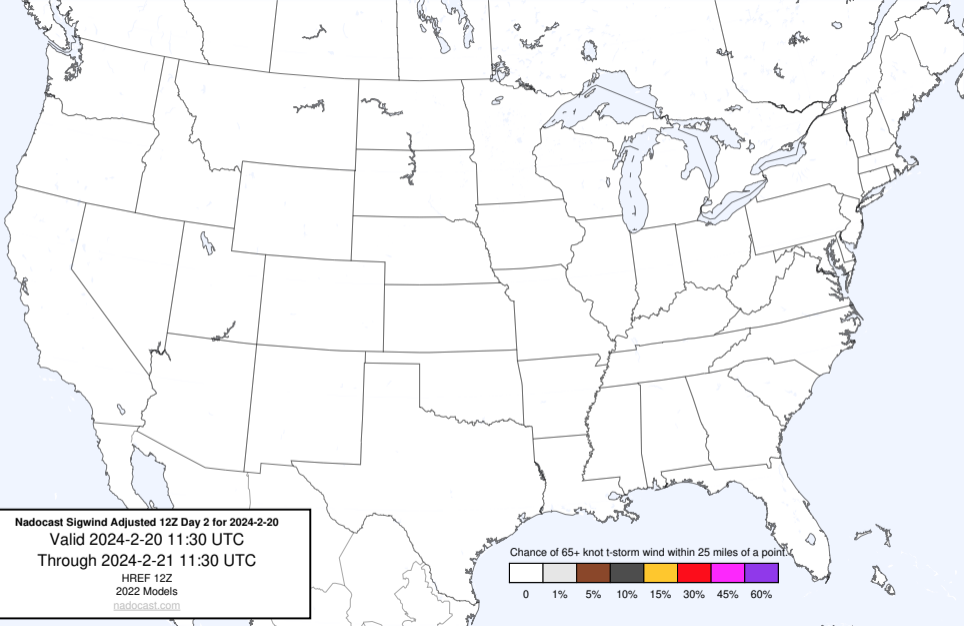 Nadocast Sigwind Adjusted 12Z Day 2 for 2024-2-20
Valid 2024-2-20 11:30 UTC
Through 2024-2-21 11:30 UTC
HREF 12Z
2022 Models
nadocast.com
Chance of 65+ knot t-storm wind within 25 miles of a point.
0 1% 5% 10% 15% 30% 45% 60%